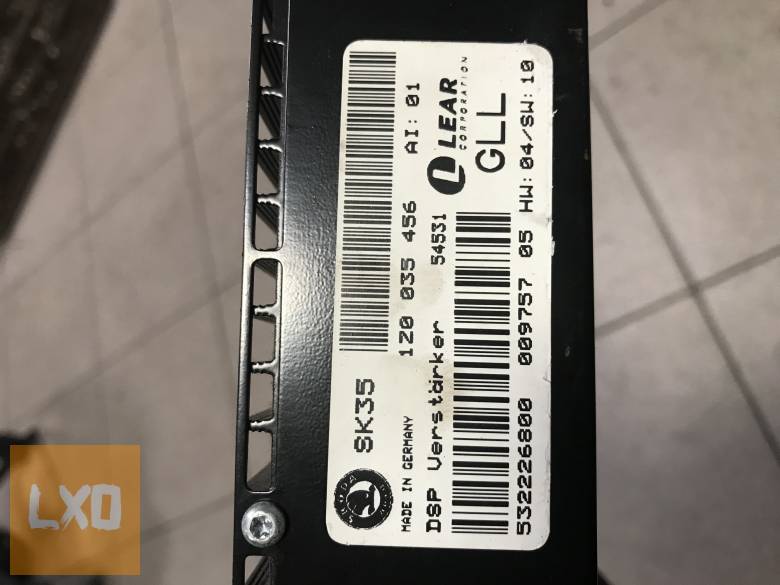 SK35
1Z0 035 456 AI: 01
MADE IN GERMANY
DSP Verstärker 54531
LEAR
CORPORATION
GLL
532226800 009757 05 HW: 04/SW: 10
SKODA
LXO